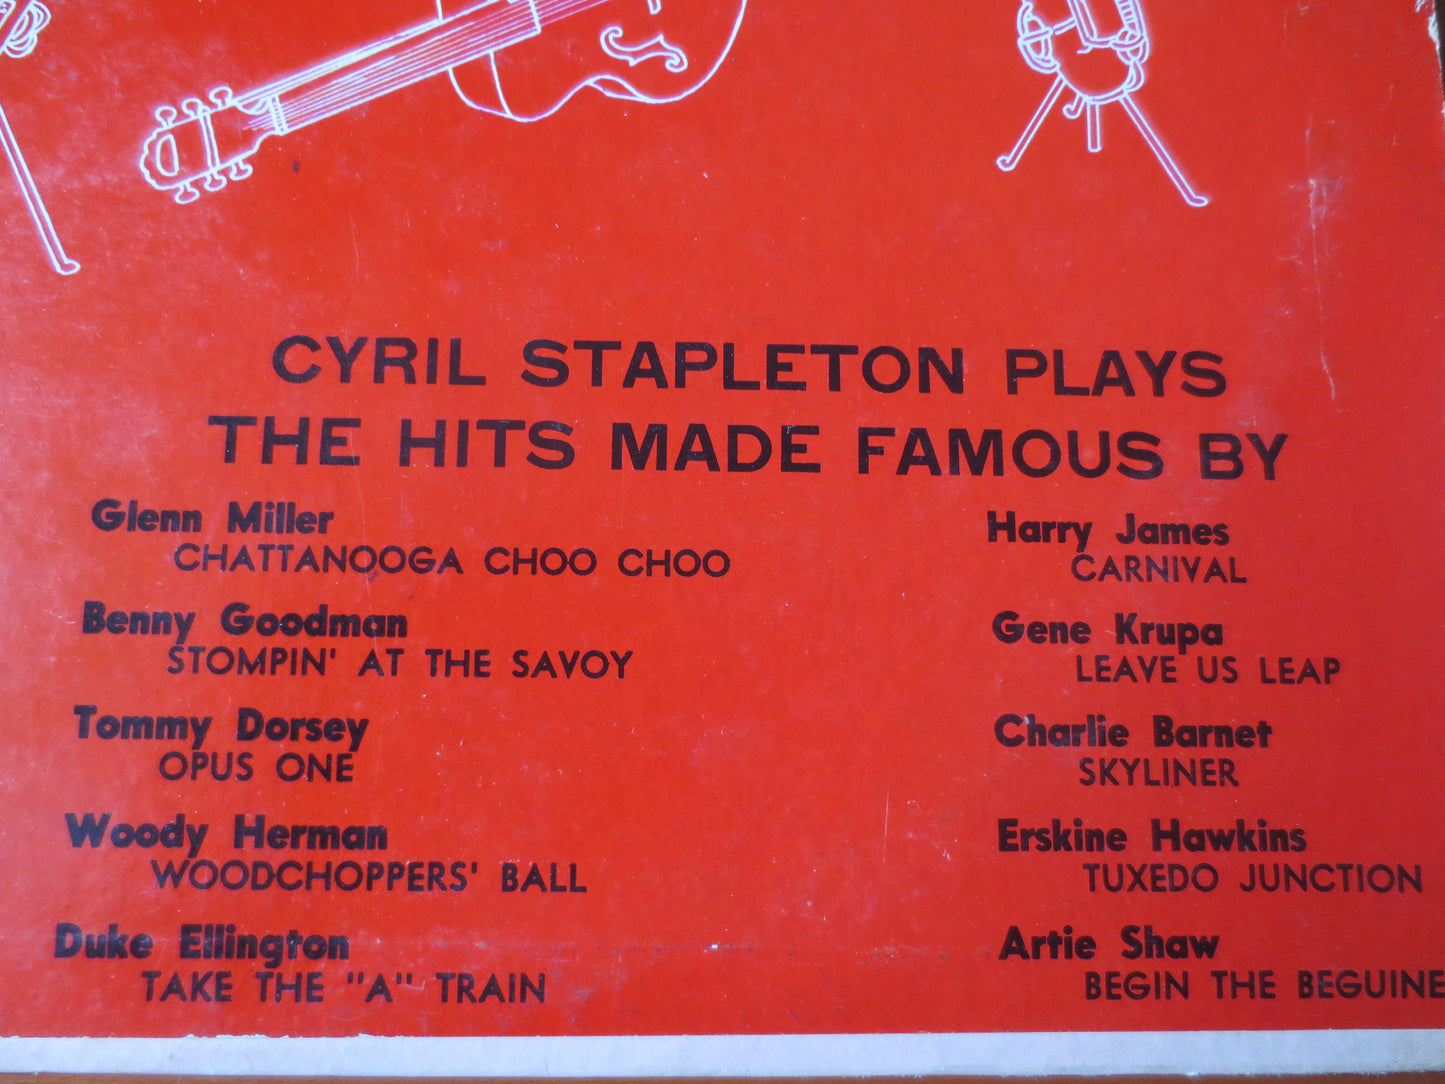 CYRIL STAPLETON PLAYS
THE HITS MADE FAMOUS BY
Glenn Miller
CHATTANOOGA CHOO CHOO
Benny Goodman
STOMPIN' AT THE SAVOY
Tommy Dorsey
OPUS ONE
Woody Herman
WOODCHOPPERS' BALL
Duke Ellington
TAKE THE "A" TRAIN
Harry James
CARNIVAL
Gene Krupa
LEAVE US LEAP
Charlie Barnet
SKYLINER
Erskine Hawkins
TUXEDO JUNCTION
Artie Shaw
BEGIN THE BEGUINE